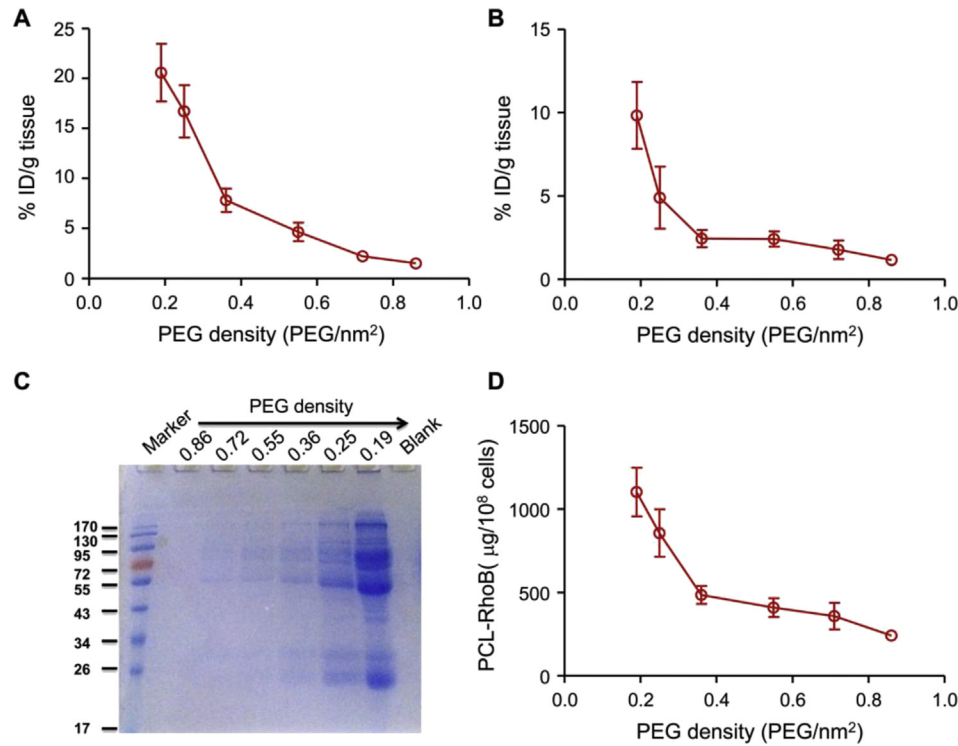 A
25
20
15
10
5
0
% ID/g tissue
0.0 0.2 0.4 0.6 0.8 1.0
PEG density (PEG/nm²)
B
15
10
5
0
% ID/g tissue
0.0 0.2 0.4 0.6 0.8 1.0
PEG density (PEG/nm²)
C
PEG density
Marker 0.86 0.72 0.55 0.36 0.25 0.19 Blank
170
130
95
72
55
43
34
26
17
D
1500
1000
500
0
PCL-RhoB( µg/10⁸ cells)
0.0 0.2 0.4 0.6 0.8 1.0
PEG density (PEG/nm²)